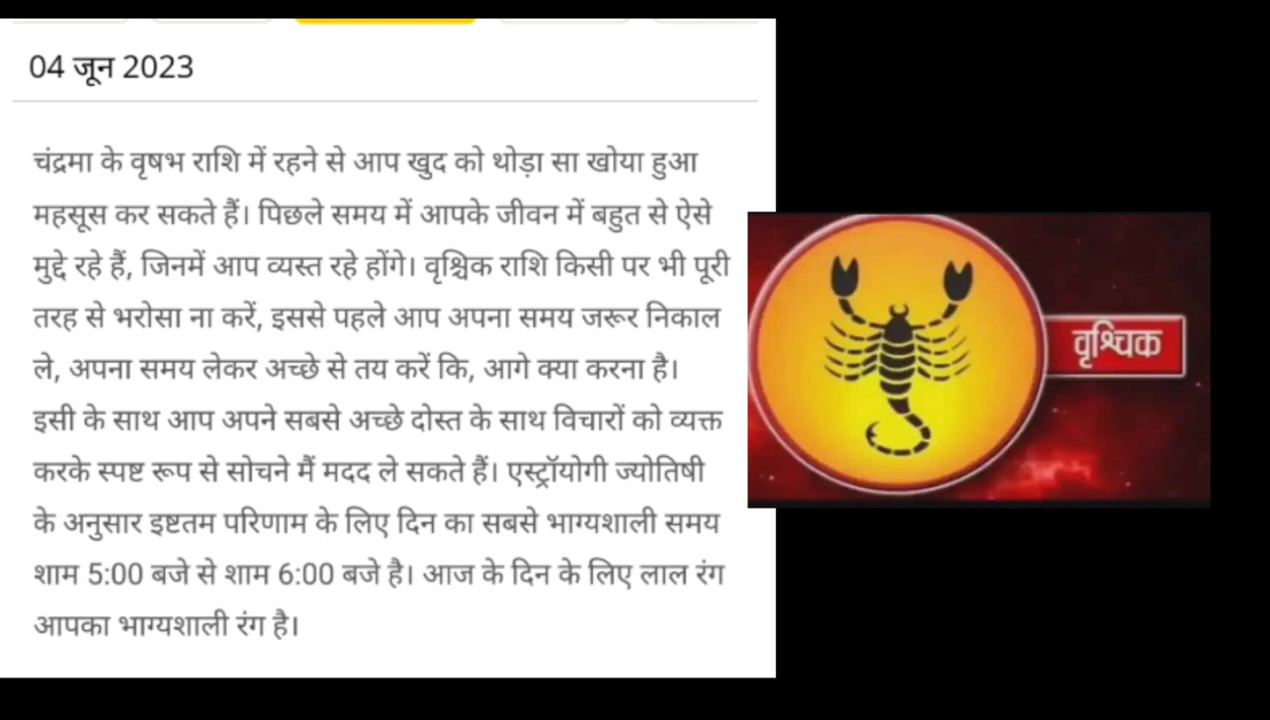 04 जून 2023
चंद्रमा के वृषभ राशि में रहने से आप खुद को थोड़ा सा खोया हुआ
महसूस कर सकते हैं। पिछले समय में आपके जीवन में बहुत से ऐसे
मुद्दे रहे हैं, जिनमें आप व्यस्त रहे होंगे। वृश्चिक राशि किसी पर भी पूरी
तरह से भरोसा ना करें, इससे पहले आप अपना समय जरूर निकाल
ले, अपना समय लेकर अच्छे से तय करें कि, आगे क्या करना है।
इसी के साथ आप अपने सबसे अच्छे दोस्त के साथ विचारों को व्यक्त
करके स्पष्ट रूप से सोचने मैं मदद ले सकते हैं। एस्ट्रॉयोगी ज्योतिषी
के अनुसार इष्टतम परिणाम के लिए दिन का सबसे भाग्यशाली समय
शाम 5:00 बजे से शाम 6:00 बजे है। आज के दिन के लिए लाल रंग
आपका भाग्यशाली रंग है।
वृश्चिक